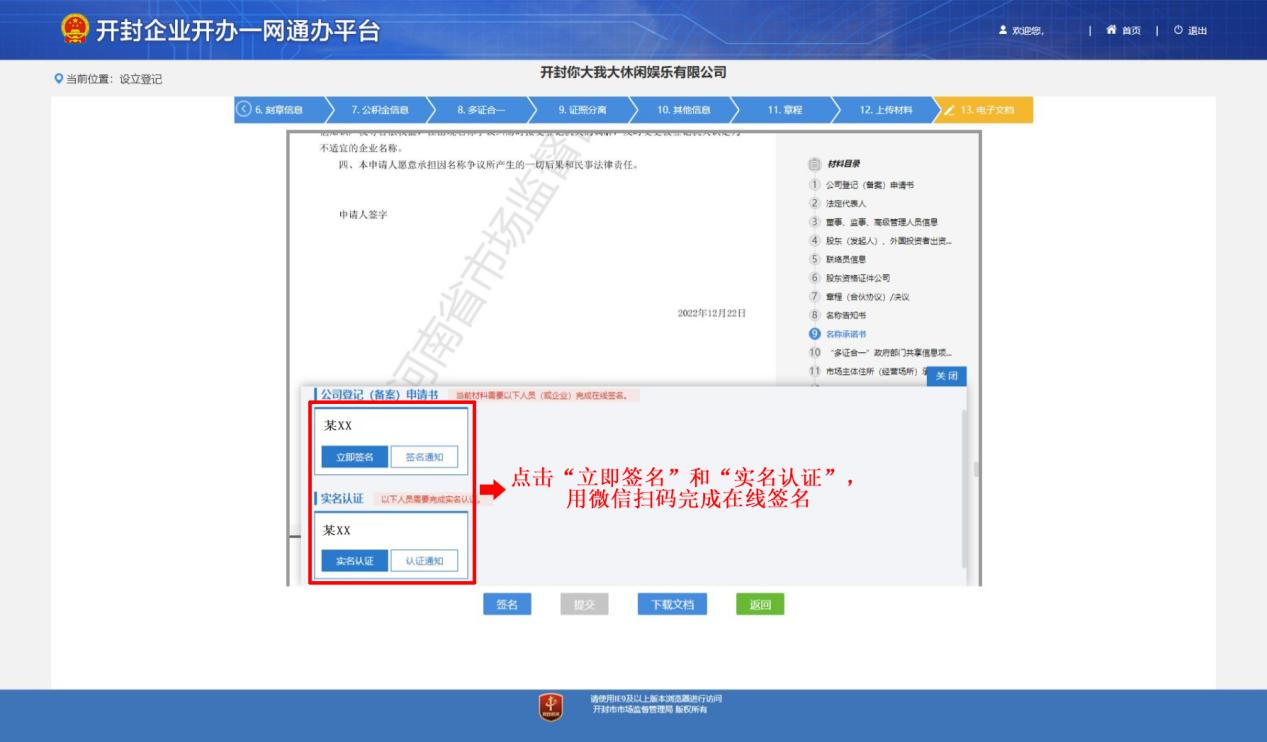 开封企业开办一网通办平台
欢迎您,
|
首页
|
退出
当前位置：设立登记
开封你大我大休闲娱乐有限公司
6. 刻章信息
7. 公积金信息
8. 多证合一
9. 证照分离
10. 其他信息
11. 章程
12. 上传材料
13. 电子文档
不适宜的企业名称。
四、本申请人愿意承担因名称争议所产生的一切后果和民事法律责任。
申请人签字
2022年12月22日
河南省市场监督
材料目录
1 公司登记（备案）申请书
2 法定代表人
3 董事、监事、高级管理人员信息
4 股东（发起人）、外国投资者出资...
5 联络员信息
6 股东资格证件公司
7 章程（合伙协议）/决议
8 名称告知书
9 名称承诺书
10 “多证合一”政府部门共享信息项...
11 市场主体住所（经营场所）
关 闭
公司登记（备案）申请书
当前材料需要以下人员（或企业）完成在线签名。
某XX
立即签名
签名通知
实名认证
以下人员需要完成实名认证。
某XX
实名认证
认证通知
点击“立即签名”和“实名认证”，
用微信扫码完成在线签名
签名
提交
下载文档
返回
请使用IE9及以上版本浏览器进行访问
开封市市场监督管理局 版权所有